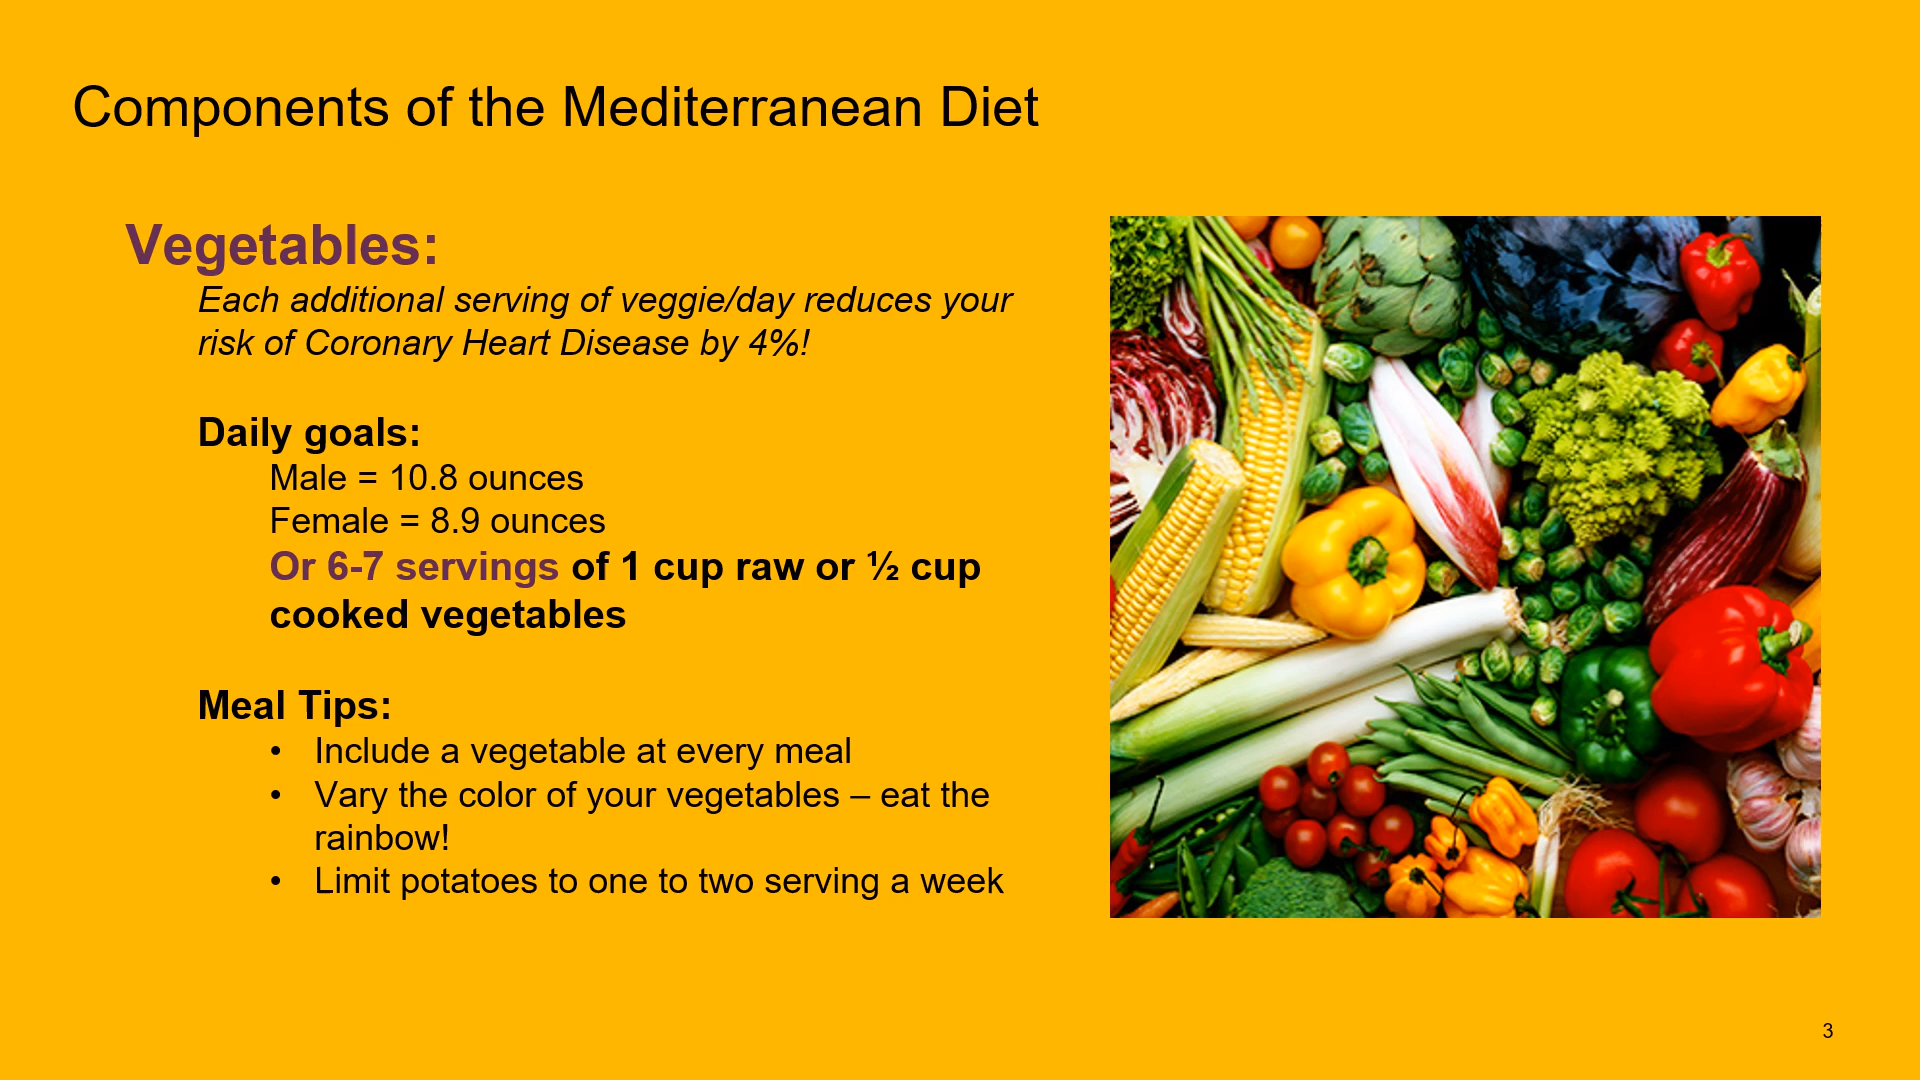 Components of the Mediterranean Diet
Vegetables:
Each additional serving of veggie/day reduces your
risk of Coronary Heart Disease by 4%!
Daily goals:
Male = 10.8 ounces
Female = 8.9 ounces
Or 6-7 servings of 1 cup raw or ½ cup
cooked vegetables
Meal Tips:
• Include a vegetable at every meal
• Vary the color of your vegetables – eat the
rainbow!
• Limit potatoes to one to two serving a week
3